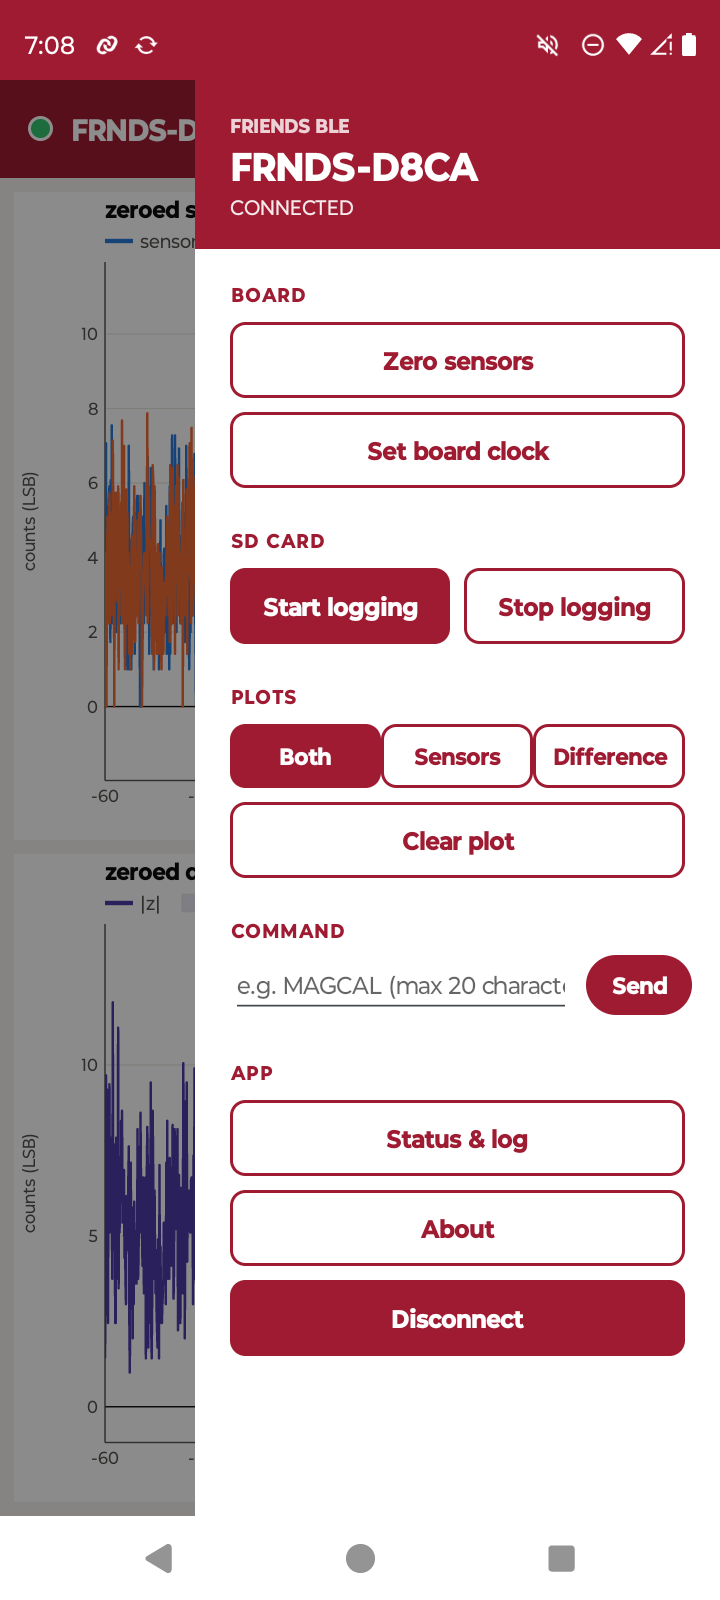 7:08
FRNDS-D
FRIENDS BLE
FRNDS-D8CA
CONNECTED
zeroed s
sensor
10
8
6
4
2
0
-60
counts (LSB)
zeroed d
|z|
10
5
0
-60
counts (LSB)
BOARD
Zero sensors
Set board clock
SD CARD
Start logging
Stop logging
PLOTS
Both
Sensors
Difference
Clear plot
COMMAND
e.g. MAGCAL (max 20 characte
Send
APP
Status & log
About
Disconnect